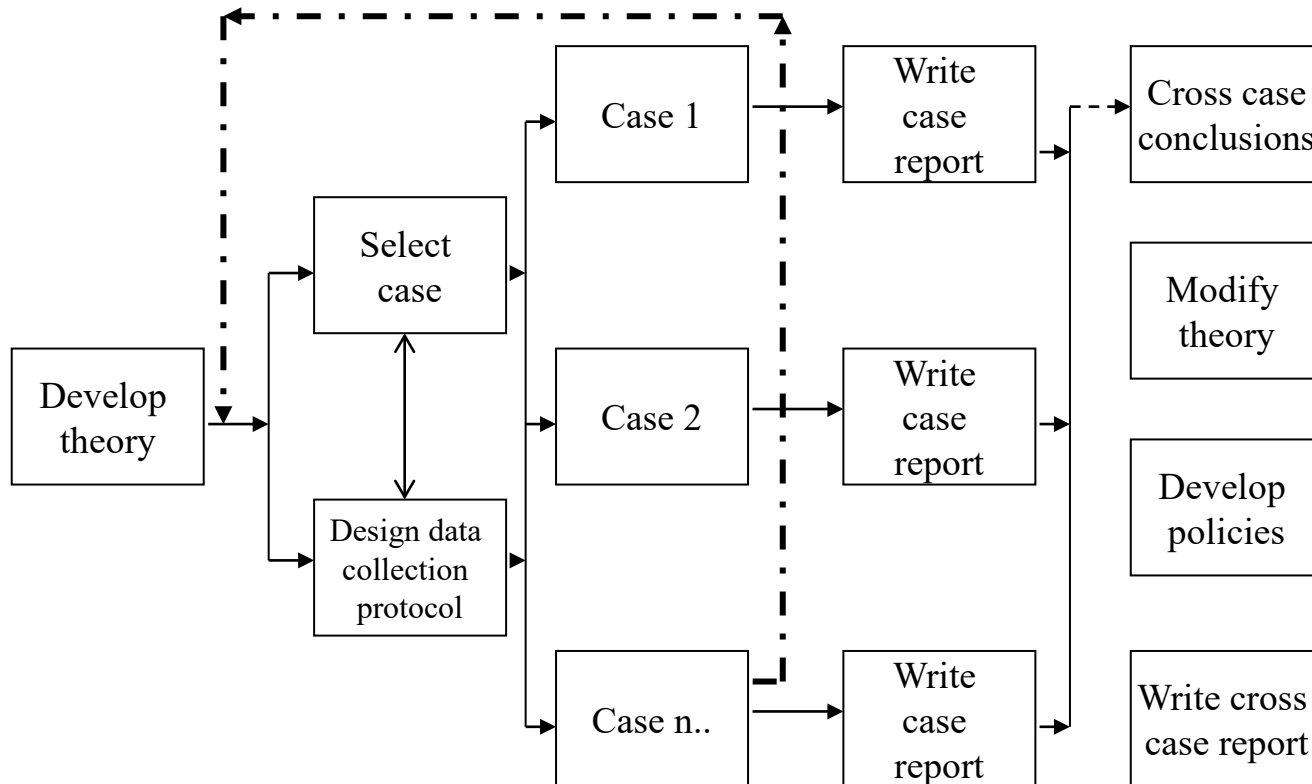 Develop
theory
Select
case
Design data
collection
protocol
Case 1
Case 2
Case n..
Write
case
report
Write
case
report
Write
case
report
Cross case
conclusions
Modify
theory
Develop
policies
Write cross
case report